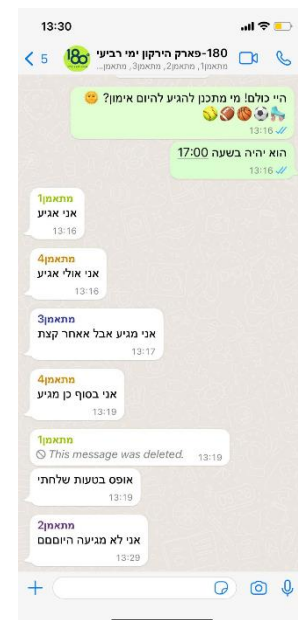 13:30
5
180-פארק הירקון ימי רביעי
מתאמן1, מתאמן2, מתאמן3, מתאמן...
היי כולם! מי מתכנן להגיע להיום אימון?
13:16
הוא יהיה בשעה 17:00
13:16
מתאמן1
אני אגיע
13:16
מתאמן4
אני אולי אגיע
13:16
מתאמן3
אני מגיע אבל אאחר קצת
13:17
מתאמן4
אני בסוף כן מגיע
13:19
מתאמן1
This message was deleted.
13:19
אופס בטעות שלחתי
13:19
מתאמן2
אני לא מגיעה היוםםם
13:29